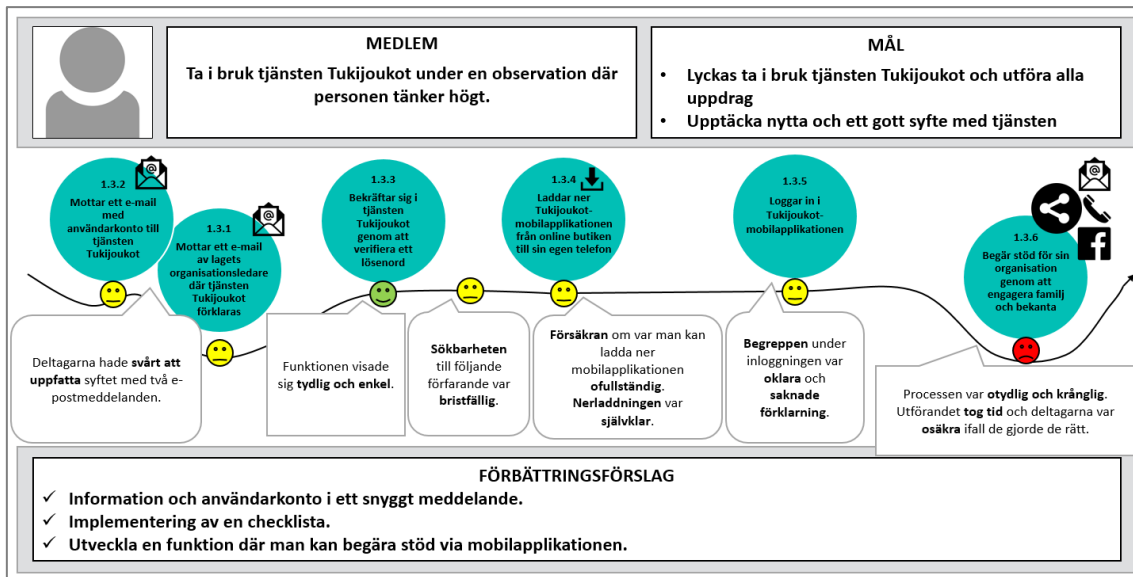 MEDLEM
Ta i bruk tjänsten Tukijoukot under en observation där
personen tänker högt.
MÅL
• Lyckas ta i bruk tjänsten Tukijoukot och utföra alla
uppdrag
• Upptäcka nytta och ett gott syfte med tjänsten
1.3.2
Mottar ett e-mail
med
användarkonto till
tjänsten
Tukijoukot
1.3.1
Mottar ett e-mail
av lagets
organisationsledare
där tjänsten
Tukijoukot
förklaras
1.3.3
Bekräftar sig i
tjänsten
Tukijoukot
genom att
verifiera ett
lösenord
1.3.4
Laddar ner
Tukijoukot-
mobilapplikationen
från online butiken
till sin egen telefon
1.3.5
Loggar in i
Tukijoukot-
mobilapplikationen
1.3.6
Begär stöd för sin
organisation
genom att
engagera familj
och bekanta
Deltagarna hade svårt att
uppfatta syftet med två e-
postmeddelanden.
Funktionen visade
sig tydlig och enkel.
Sökbarheten
till följande
förfarande var
bristfällig.
Försäkran om var man kan
ladda ner
mobilapplikationen
ofullständig.
Nerladdningen var
självklar.
Begreppen under
inloggningen var
oklara och
saknade
förklarning.
Processen var otydlig och krånglig.
Utförandet tog tid och deltagarna var
osäkra ifall de gjorde de rätt.
FÖRBÄTTRINGSFÖRSLAG
✓ Information och användarkonto i ett snyggt meddelande.
✓ Implementering av en checklista.
✓ Utveckla en funktion där man kan begära stöd via mobilapplikationen.